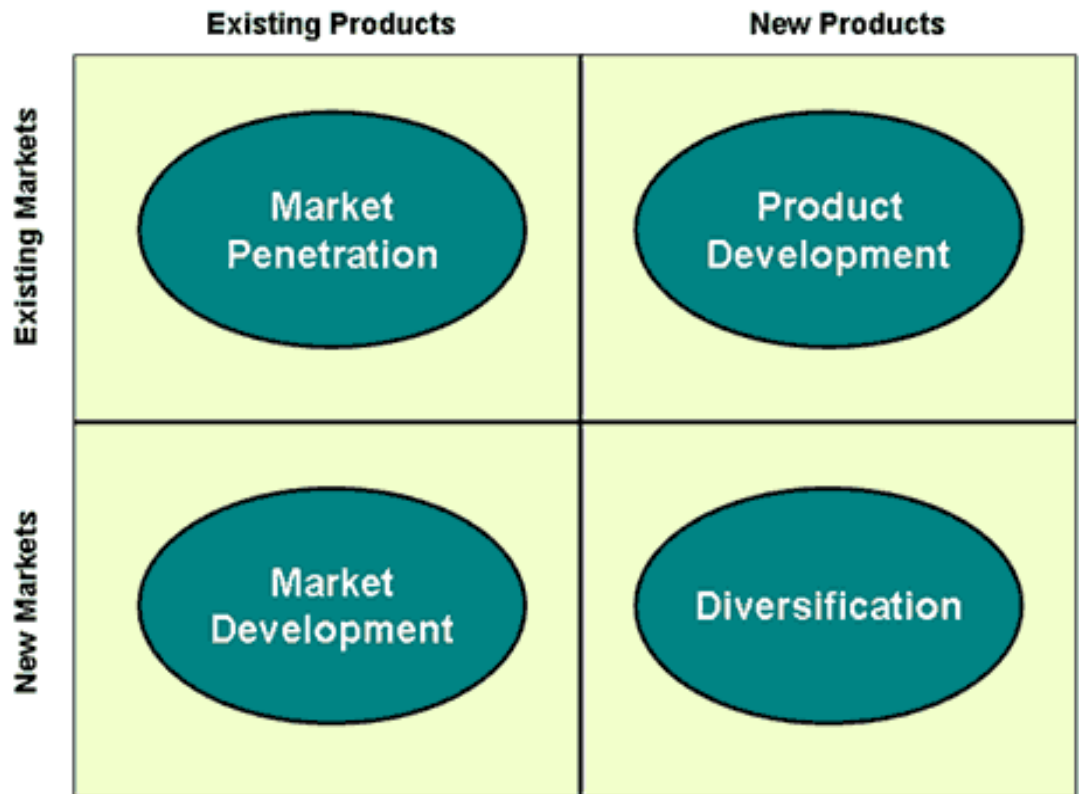 Existing Products
New Products
Existing Markets
Market
Penetration
Product
Development
New Markets
Market
Development
Diversification